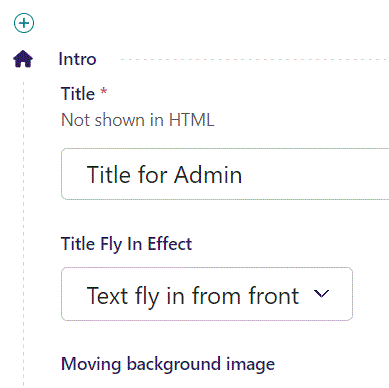 Intro
Title *
Not shown in HTML
Title for Admin
Title Fly In Effect
Text fly in from front
Moving background image